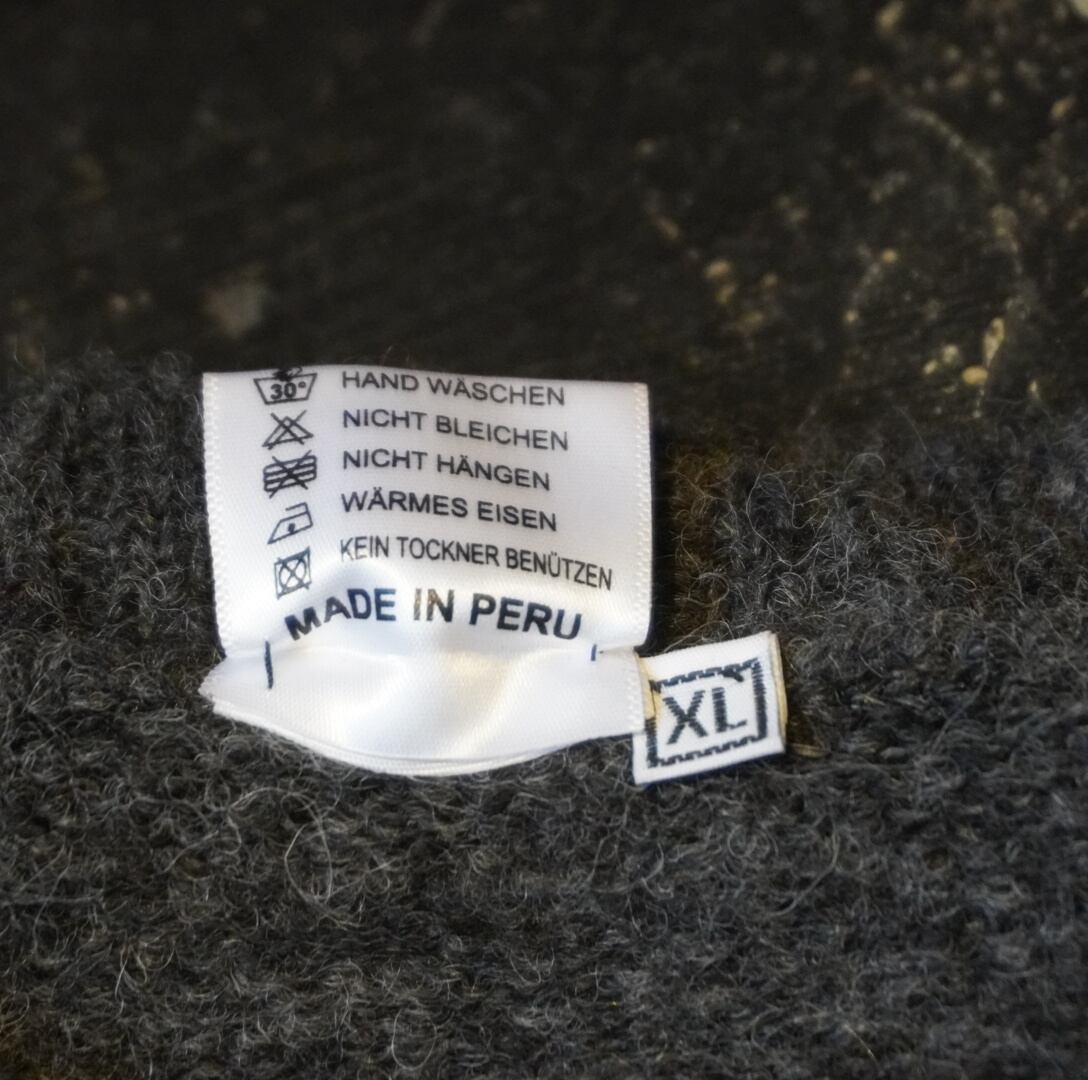 30° HAND WÄSCHEN
NICHT BLEICHEN
NICHT HÄNGEN
WÄRMES EISEN
KEIN TOCKNER BENÜTZEN
MADE IN PERU
XL